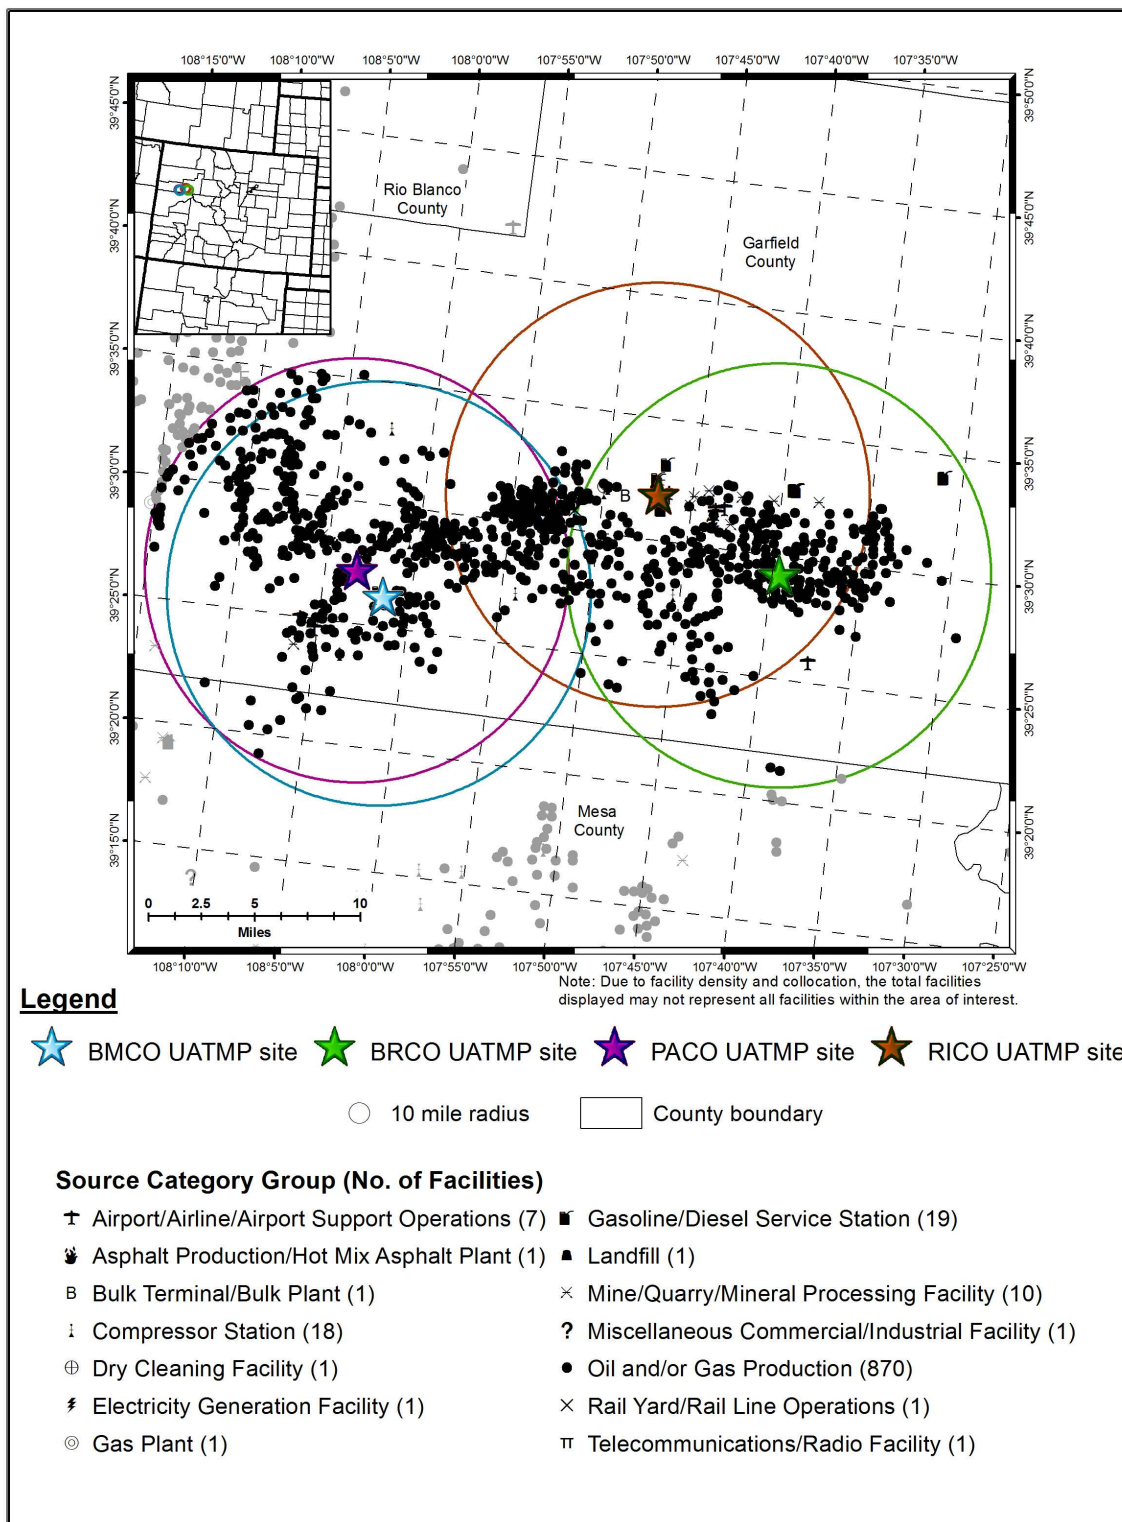 108°15'0"W 108°10'0"W 108°5'0"W 108°0'0"W 107°55'0"W 107°50'0"W 107°45'0"W 107°40'0"W 107°35'0"W
39°45'0"N
39°40'0"N
39°35'0"N
39°30'0"N
39°25'0"N
39°20'0"N
39°15'0"N
39°50'0"N
39°45'0"N
39°40'0"N
39°35'0"N
39°30'0"N
39°25'0"N
39°20'0"N
39°15'0"N
Rio Blanco
County
Garfield
County
B
Mesa
County
?
0 2.5 5 10
Miles
108°10'0"W 108°5'0"W 108°0'0"W 107°55'0"W 107°50'0"W 107°45'0"W 107°40'0"W 107°35'0"W 107°30'0"W 107°25'0"W
Note: Due to facility density and collocation, the total facilities
displayed may not represent all facilities within the area of interest.
Legend
BMCO UATMP site BRCO UATMP site PACO UATMP site RICO UATMP site
10 mile radius County boundary
Source Category Group (No. of Facilities)
Airport/Airline/Airport Support Operations (7)
Asphalt Production/Hot Mix Asphalt Plant (1)
B Bulk Terminal/Bulk Plant (1)
Compressor Station (18)
Dry Cleaning Facility (1)
Electricity Generation Facility (1)
Gas Plant (1)
Gasoline/Diesel Service Station (19)
Landfill (1)
Mine/Quarry/Mineral Processing Facility (10)
? Miscellaneous Commercial/Industrial Facility (1)
Oil and/or Gas Production (870)
Rail Yard/Rail Line Operations (1)
Telecommunications/Radio Facility (1)